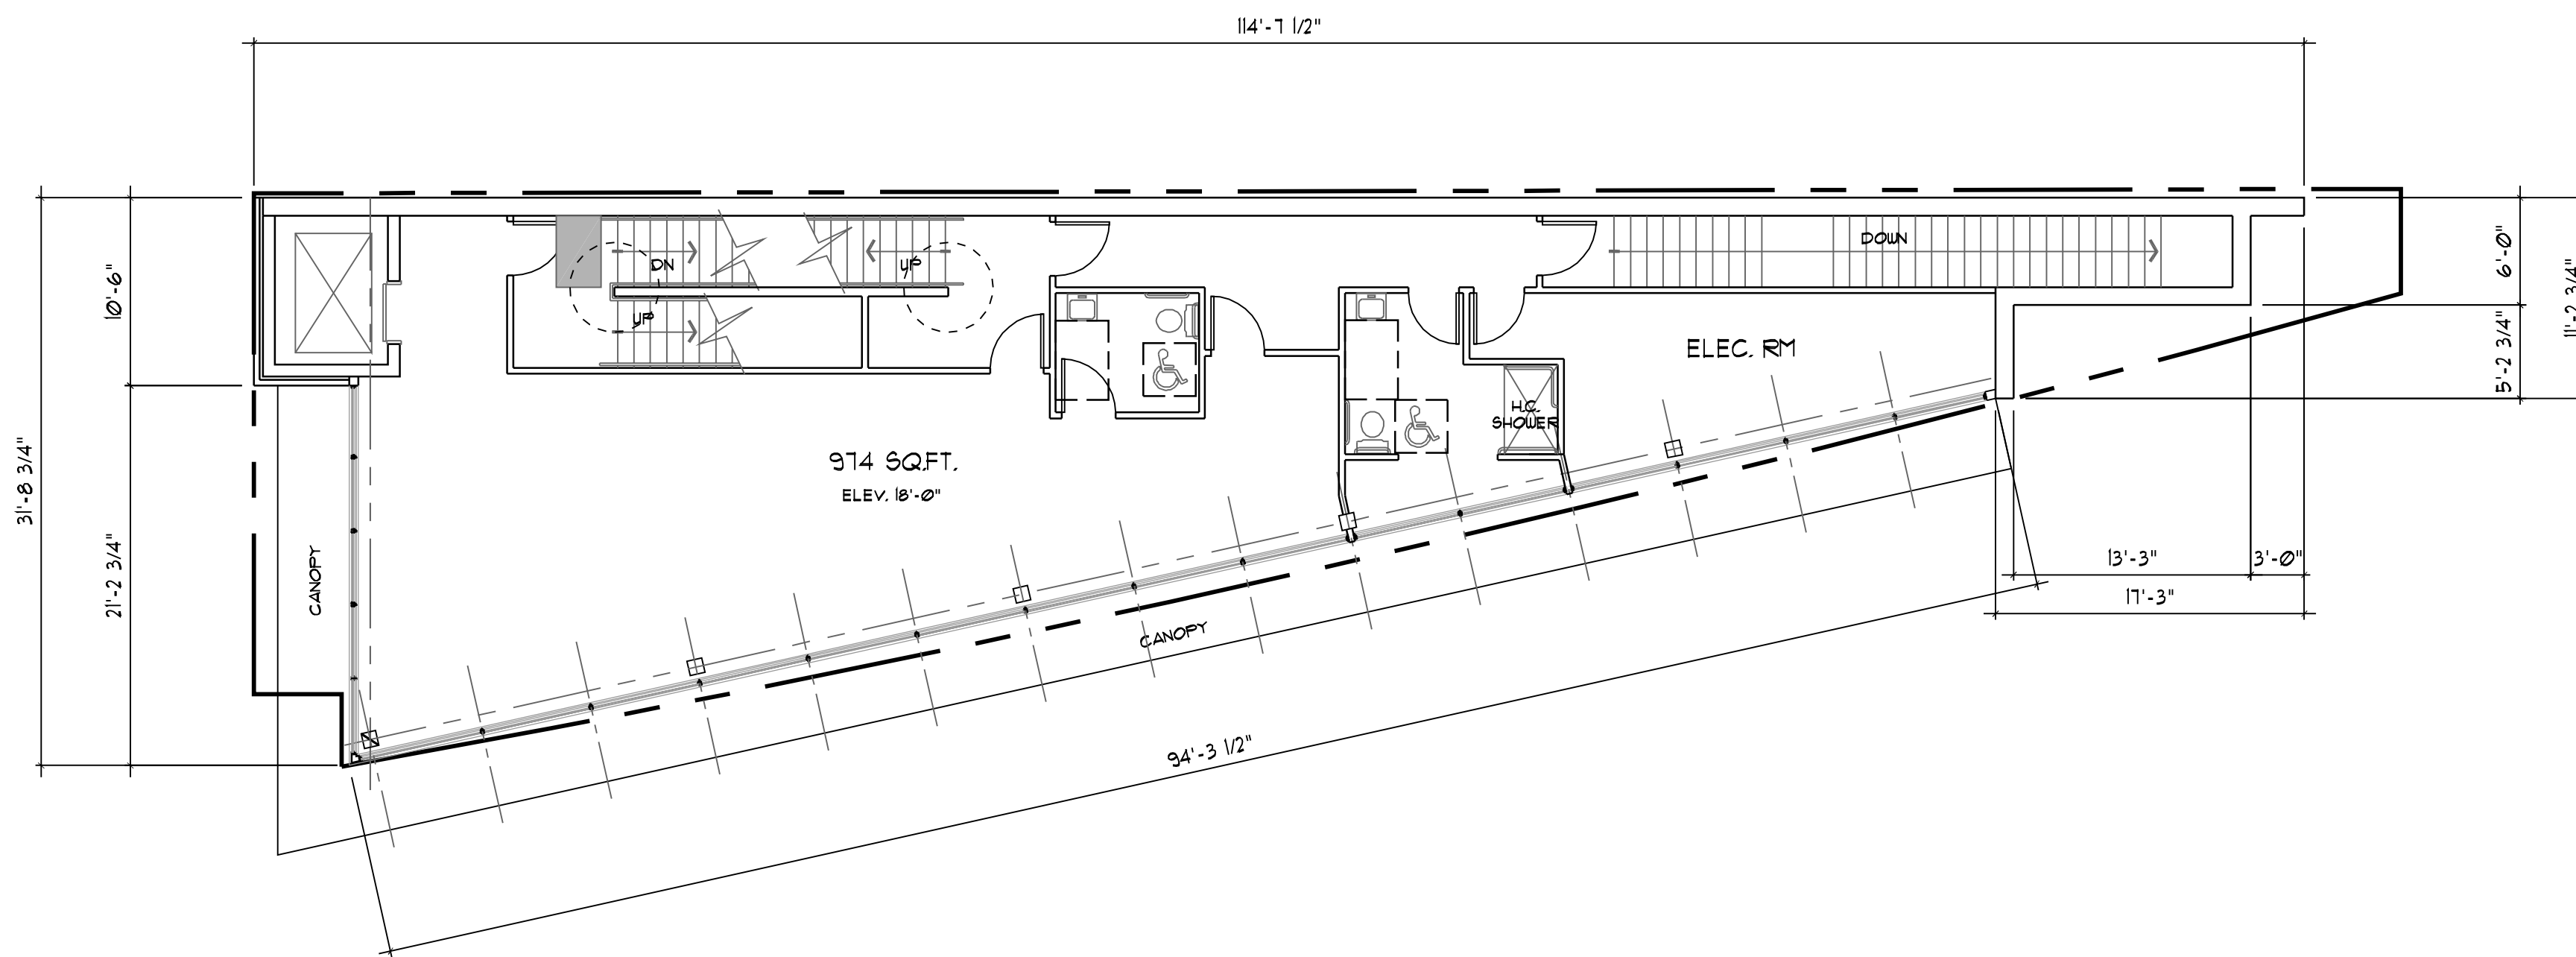 114'-7 1/2"
10'-6"
31'-8 3/4"
21'-2 3/4"
DN
UP
UP
DOWN
6'-0"
5'-2 3/4"
11'-2 3/4"
ELEC. RM
H.C.
SHOWER
974 SQ.FT.
ELEV. 18'-0"
CANOPY
CANOPY
13'-3"
3'-0"
17'-3"
94'-3 1/2"